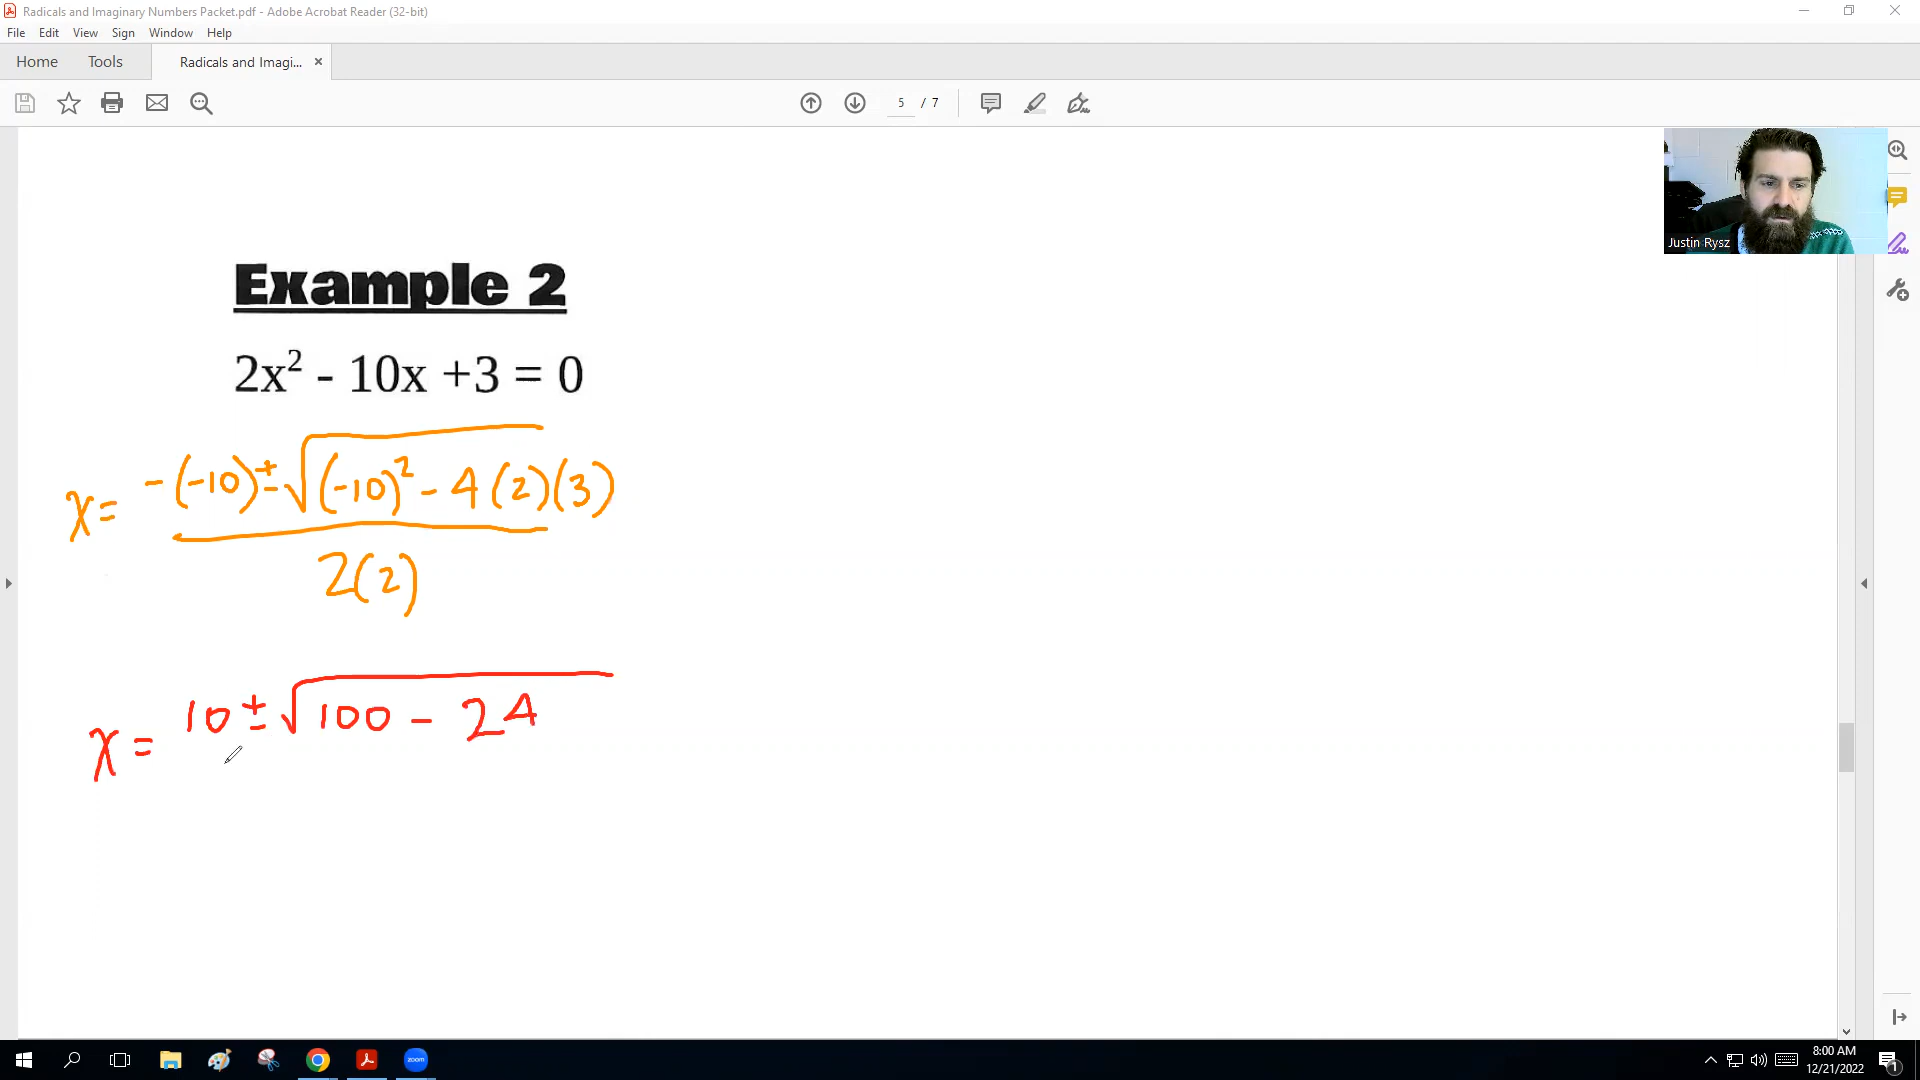 Radicals and Imaginary Numbers Packet.pdf - Adobe Acrobat Reader (32-bit)
File Edit View Sign Window Help
Home Tools Radicals and Imagi... ×
5 / 7
Justin Rysz
Example 2
2x² - 10x +3 = 0
x = -(-10) ± √(-10)² - 4(2)(3)
2(2)
x = 10 ± √100 - 24
zoom
8:00 AM
12/21/2022
1